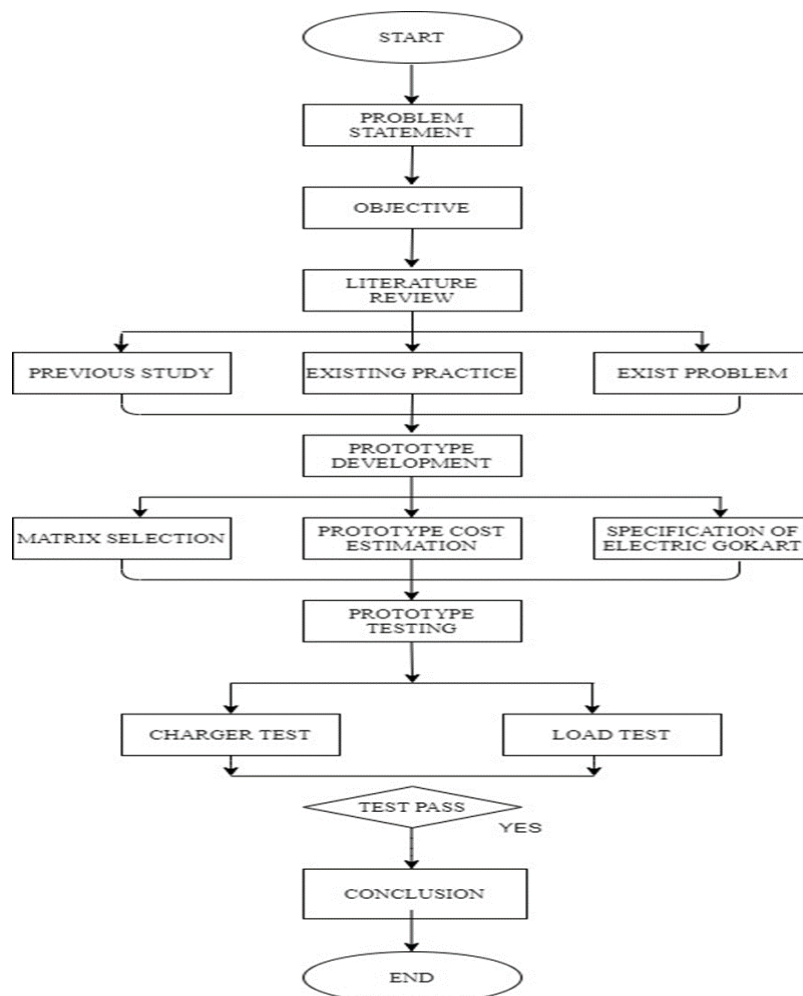 START
PROBLEM
STATEMENT
OBJECTIVE
LITERATURE
REVIEW
PREVIOUS STUDY
EXISTING PRACTICE
EXIST PROBLEM
PROTOTYPE
DEVELOPMENT
MATRIX SELECTION
PROTOTYPE COST
ESTIMATION
SPECIFICATION OF
ELECTRIC GOKART
PROTOTYPE
TESTING
CHARGER TEST
LOAD TEST
TEST PASS
YES
CONCLUSION
END